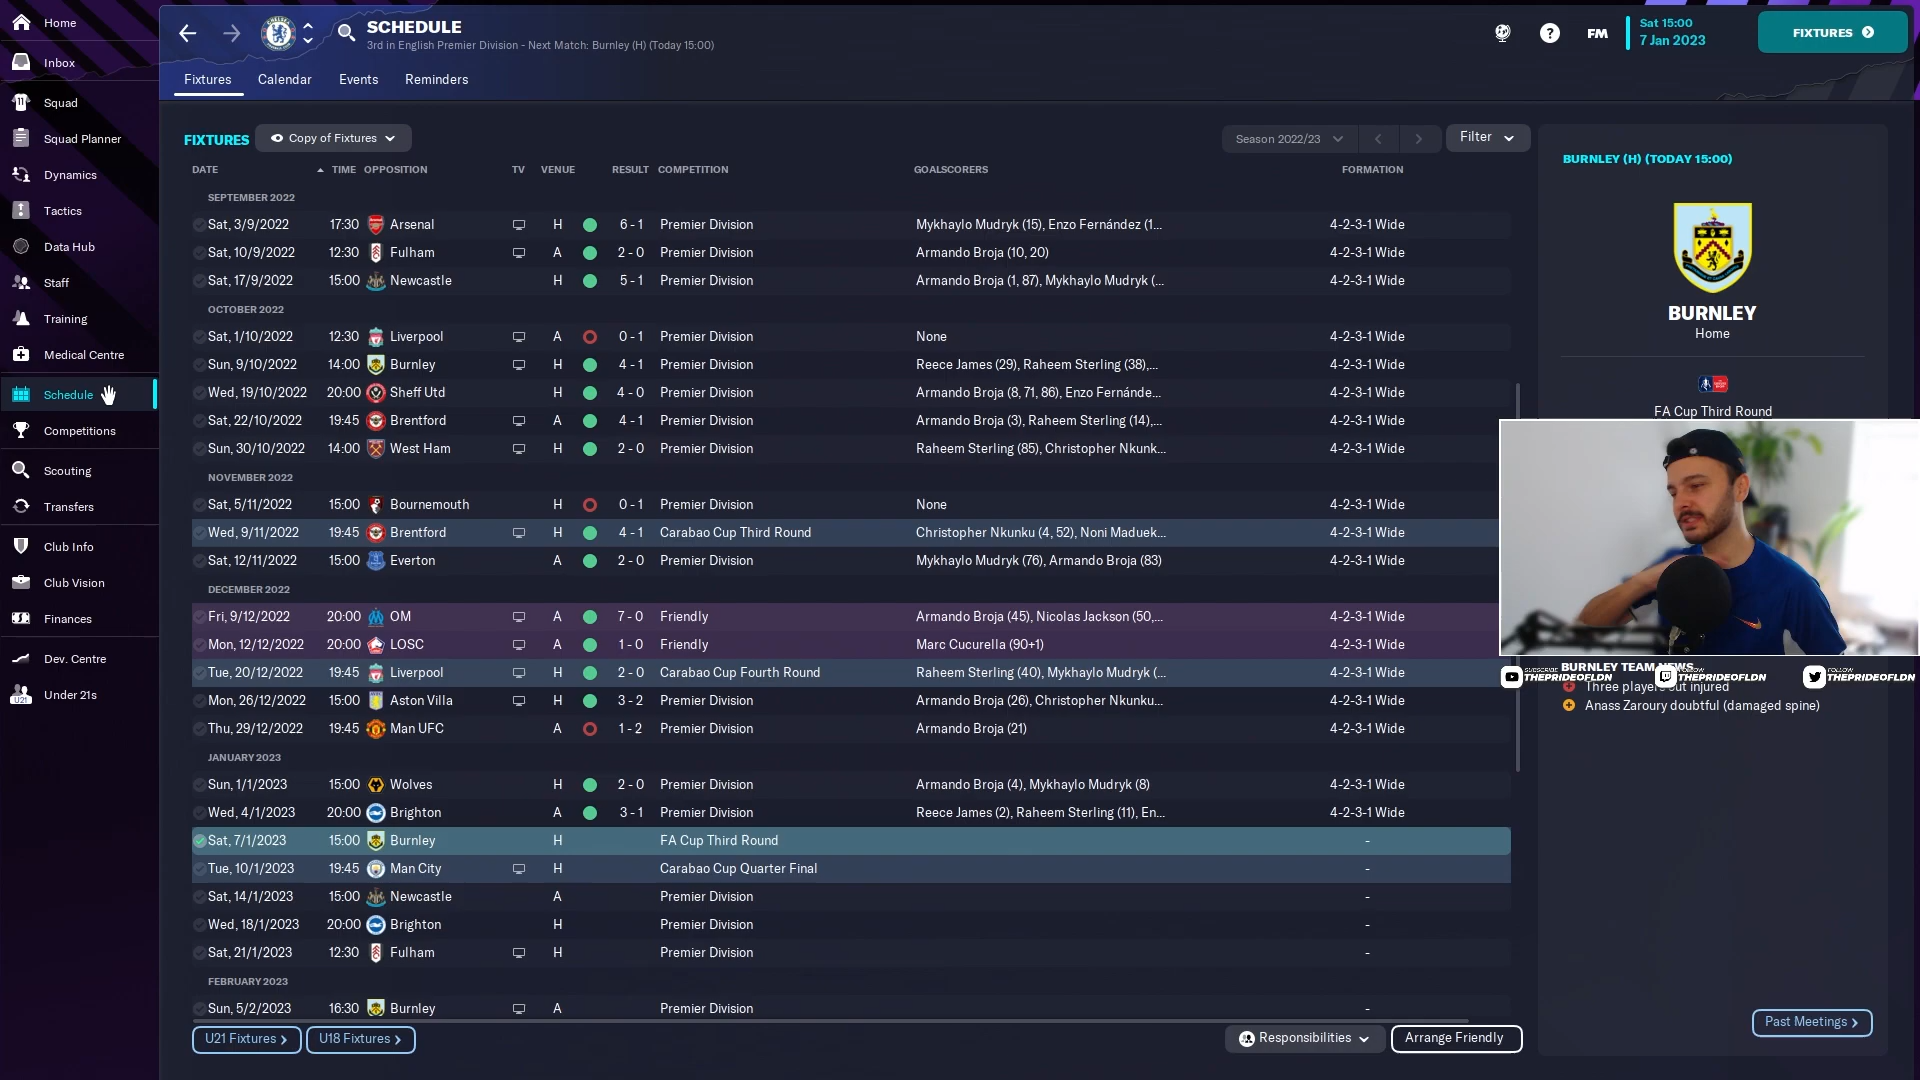 Home
Inbox
Squad
Squad Planner
Dynamics
Tactics
Data Hub
Staff
Training
Medical Centre
Schedule
Competitions
Scouting
Transfers
Club Info
Club Vision
Finances
Dev. Centre
Under 21s
SCHEDULE
3rd in English Premier Division - Next Match: Burnley (H) (Today 15:00)
FM
Sat 15:00
7 Jan 2023
FIXTURES
Fixtures Calendar Events Reminders
FIXTURES Copy of Fixtures Season 2022/23 Filter
DATE TIME OPPOSITION TV VENUE RESULT COMPETITION GOALSCORERS FORMATION
SEPTEMBER 2022
Sat, 3/9/2022 17:30 Arsenal H 6 - 1 Premier Division Mykhaylo Mudryk (15), Enzo Fernández (1... 4-2-3-1 Wide
Sat, 10/9/2022 12:30 Fulham A 2 - 0 Premier Division Armando Broja (10, 20) 4-2-3-1 Wide
Sat, 17/9/2022 15:00 Newcastle H 5 - 1 Premier Division Armando Broja (1, 87), Mykhaylo Mudryk (... 4-2-3-1 Wide
OCTOBER 2022
Sat, 1/10/2022 12:30 Liverpool A 0 - 1 Premier Division None 4-2-3-1 Wide
Sun, 9/10/2022 14:00 Burnley H 4 - 1 Premier Division Reece James (29), Raheem Sterling (38),... 4-2-3-1 Wide
Wed, 19/10/2022 20:00 Sheff Utd H 4 - 0 Premier Division Armando Broja (8, 71, 86), Enzo Fernánde... 4-2-3-1 Wide
Sat, 22/10/2022 19:45 Brentford A 4 - 1 Premier Division Armando Broja (3), Raheem Sterling (14),... 4-2-3-1 Wide
Sun, 30/10/2022 14:00 West Ham H 2 - 0 Premier Division Raheem Sterling (85), Christopher Nkunk... 4-2-3-1 Wide
NOVEMBER 2022
Sat, 5/11/2022 15:00 Bournemouth H 0 - 1 Premier Division None 4-2-3-1 Wide
Wed, 9/11/2022 19:45 Brentford H 4 - 1 Carabao Cup Third Round Christopher Nkunku (4, 52), Noni Maduek... 4-2-3-1 Wide
Sat, 12/11/2022 15:00 Everton A 2 - 0 Premier Division Mykhaylo Mudryk (76), Armando Broja (83) 4-2-3-1 Wide
DECEMBER 2022
Fri, 9/12/2022 20:00 OM A 7 - 0 Friendly Armando Broja (45), Nicolas Jackson (50,... 4-2-3-1 Wide
Mon, 12/12/2022 20:00 LOSC A 1 - 0 Friendly Marc Cucurella (90+1) 4-2-3-1 Wide
Tue, 20/12/2022 19:45 Liverpool H 2 - 0 Carabao Cup Fourth Round Raheem Sterling (40), Mykhaylo Mudryk (... 4-2-3-1 Wide
Mon, 26/12/2022 15:00 Aston Villa H 3 - 2 Premier Division Armando Broja (26), Christopher Nkunku... 4-2-3-1 Wide
Thu, 29/12/2022 19:45 Man UFC A 1 - 2 Premier Division Armando Broja (21) 4-2-3-1 Wide
JANUARY 2023
Sun, 1/1/2023 15:00 Wolves H 2 - 0 Premier Division Armando Broja (4), Mykhaylo Mudryk (8) 4-2-3-1 Wide
Wed, 4/1/2023 20:00 Brighton A 3 - 1 Premier Division Reece James (2), Raheem Sterling (11), En... 4-2-3-1 Wide
Sat, 7/1/2023 15:00 Burnley H FA Cup Third Round -
Tue, 10/1/2023 19:45 Man City H Carabao Cup Quarter Final -
Sat, 14/1/2023 15:00 Newcastle A Premier Division -
Wed, 18/1/2023 20:00 Brighton H Premier Division -
Sat, 21/1/2023 12:30 Fulham H Premier Division -
FEBRUARY 2023
Sun, 5/2/2023 16:30 Burnley A Premier Division -
U21 Fixtures U18 Fixtures Responsibilities Arrange Friendly
BURNLEY (H) (TODAY 15:00)
BURNLEY
Home
FA Cup Third Round
BURNLEY TEAM NEWS
SUBSCRIBE THEPRIDEOFLDN FOLLOW THEPRIDEOFLDN FOLLOW THEPRIDEOFLDN
Three players out injured
Anass Zaroury doubtful (damaged spine)
Past Meetings